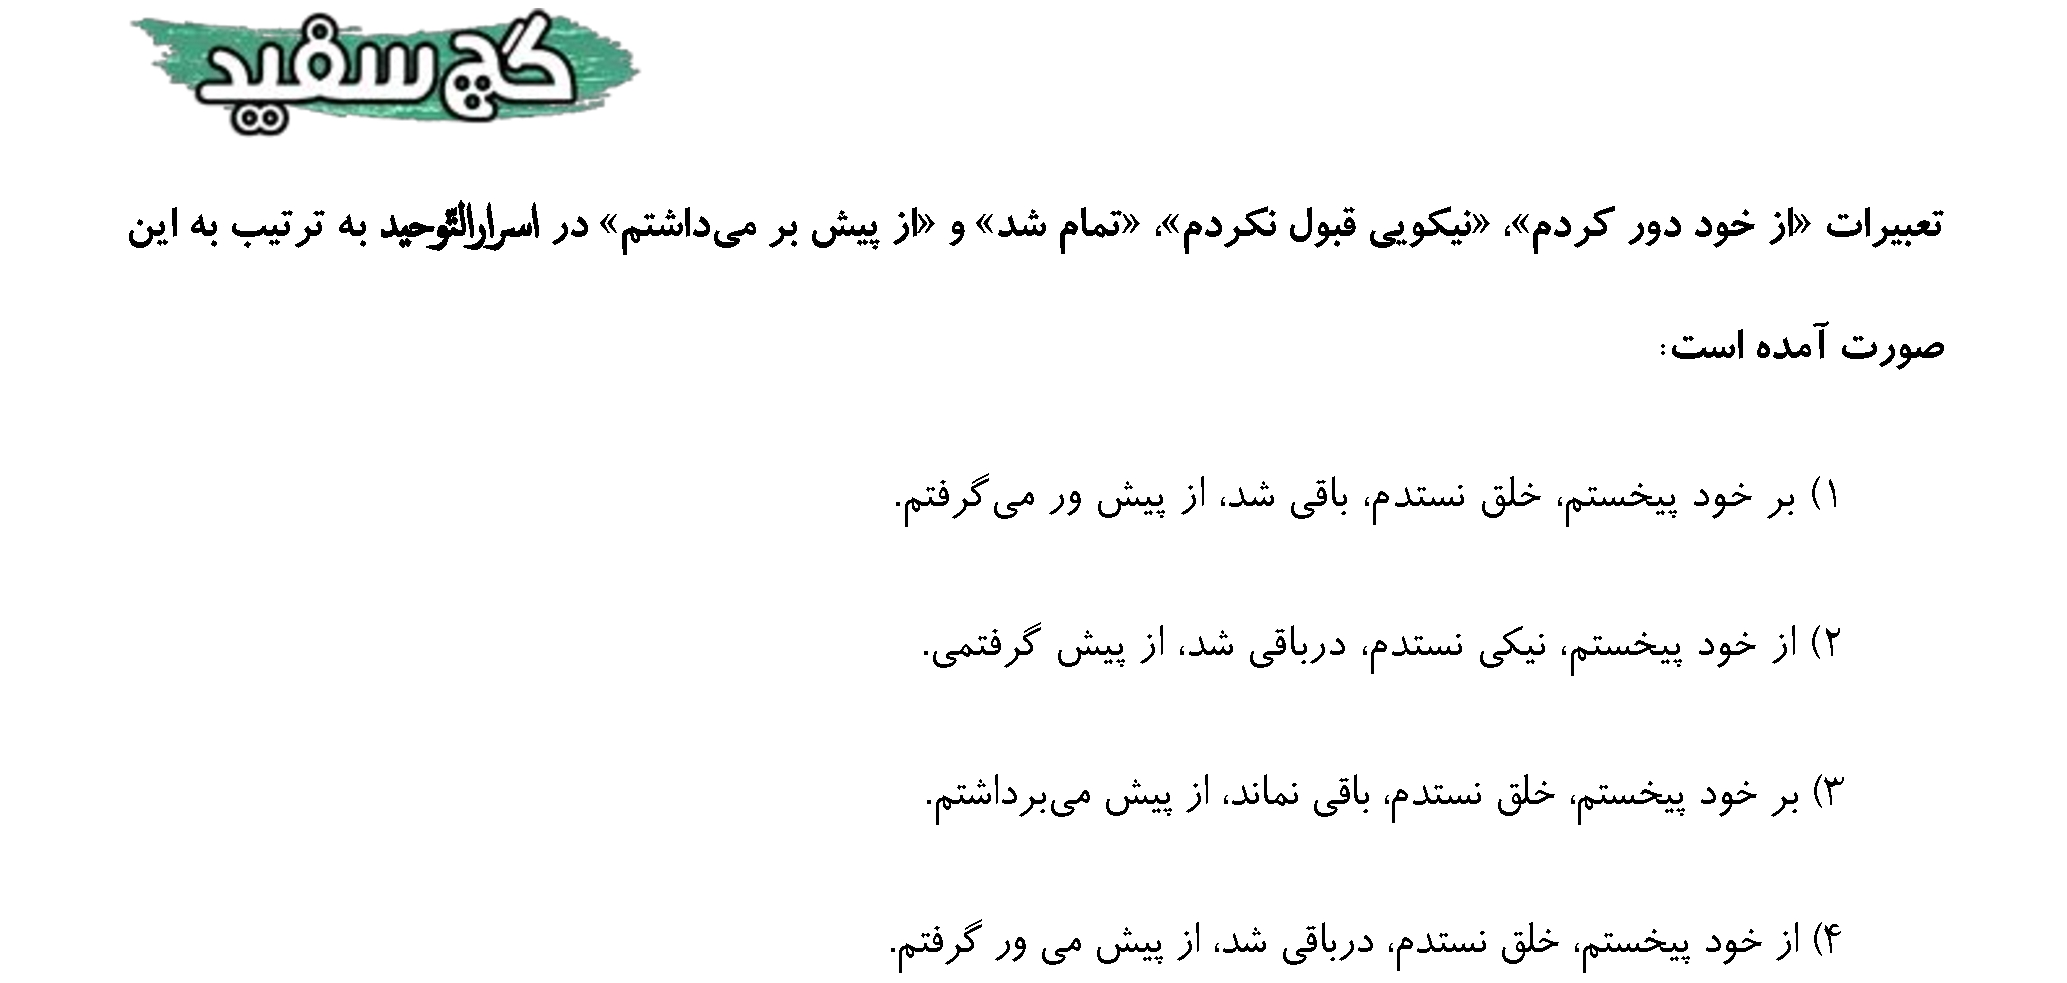 گچ سفید
تعبیرات «از خود دور کردم»، «نیکویی قبول نکردم»، «تمام شد» و «از پیش بر می‌داشتم» در اسرارالتّوحید به ترتیب به این
صورت آمده است:
۱) بر خود پیخستم، خلق نستدم، باقی شد، از پیش ور می‌گرفتم.
۲) از خود پیخستم، نیکی نستدم، درباقی شد، از پیش گرفتمی.
۳) بر خود پیخستم، خلق نستدم، باقی نماند، از پیش می‌برداشتم.
۴) از خود پیخستم، خلق نستدم، درباقی شد، از پیش می ور گرفتم.